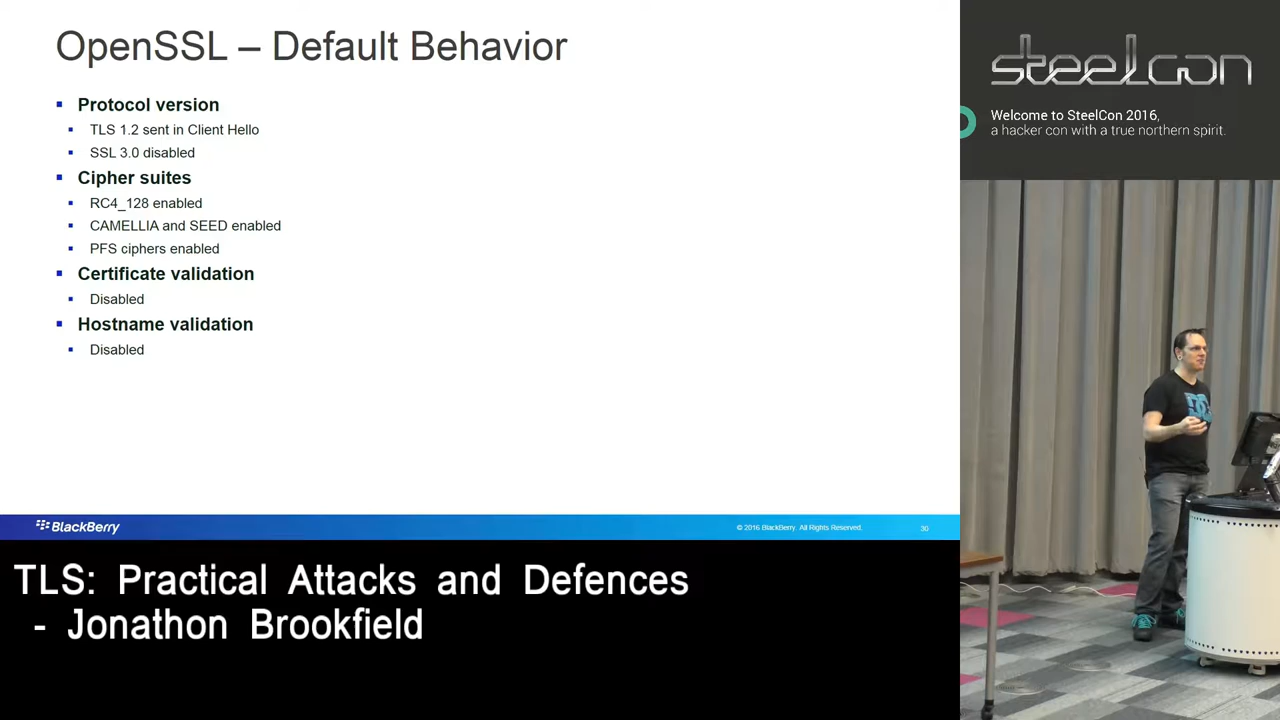 OpenSSL – Default Behavior
Protocol version
TLS 1.2 sent in Client Hello
SSL 3.0 disabled
Cipher suites
RC4_128 enabled
CAMELLIA and SEED enabled
PFS ciphers enabled
Certificate validation
Disabled
Hostname validation
Disabled
BlackBerry
© 2016 BlackBerry All Rights Reserved.
30
steelcon
Welcome to SteelCon 2016,
a hacker con with a true northern spirit.
DC
TLS: Practical Attacks and Defences
- Jonathon Brookfield